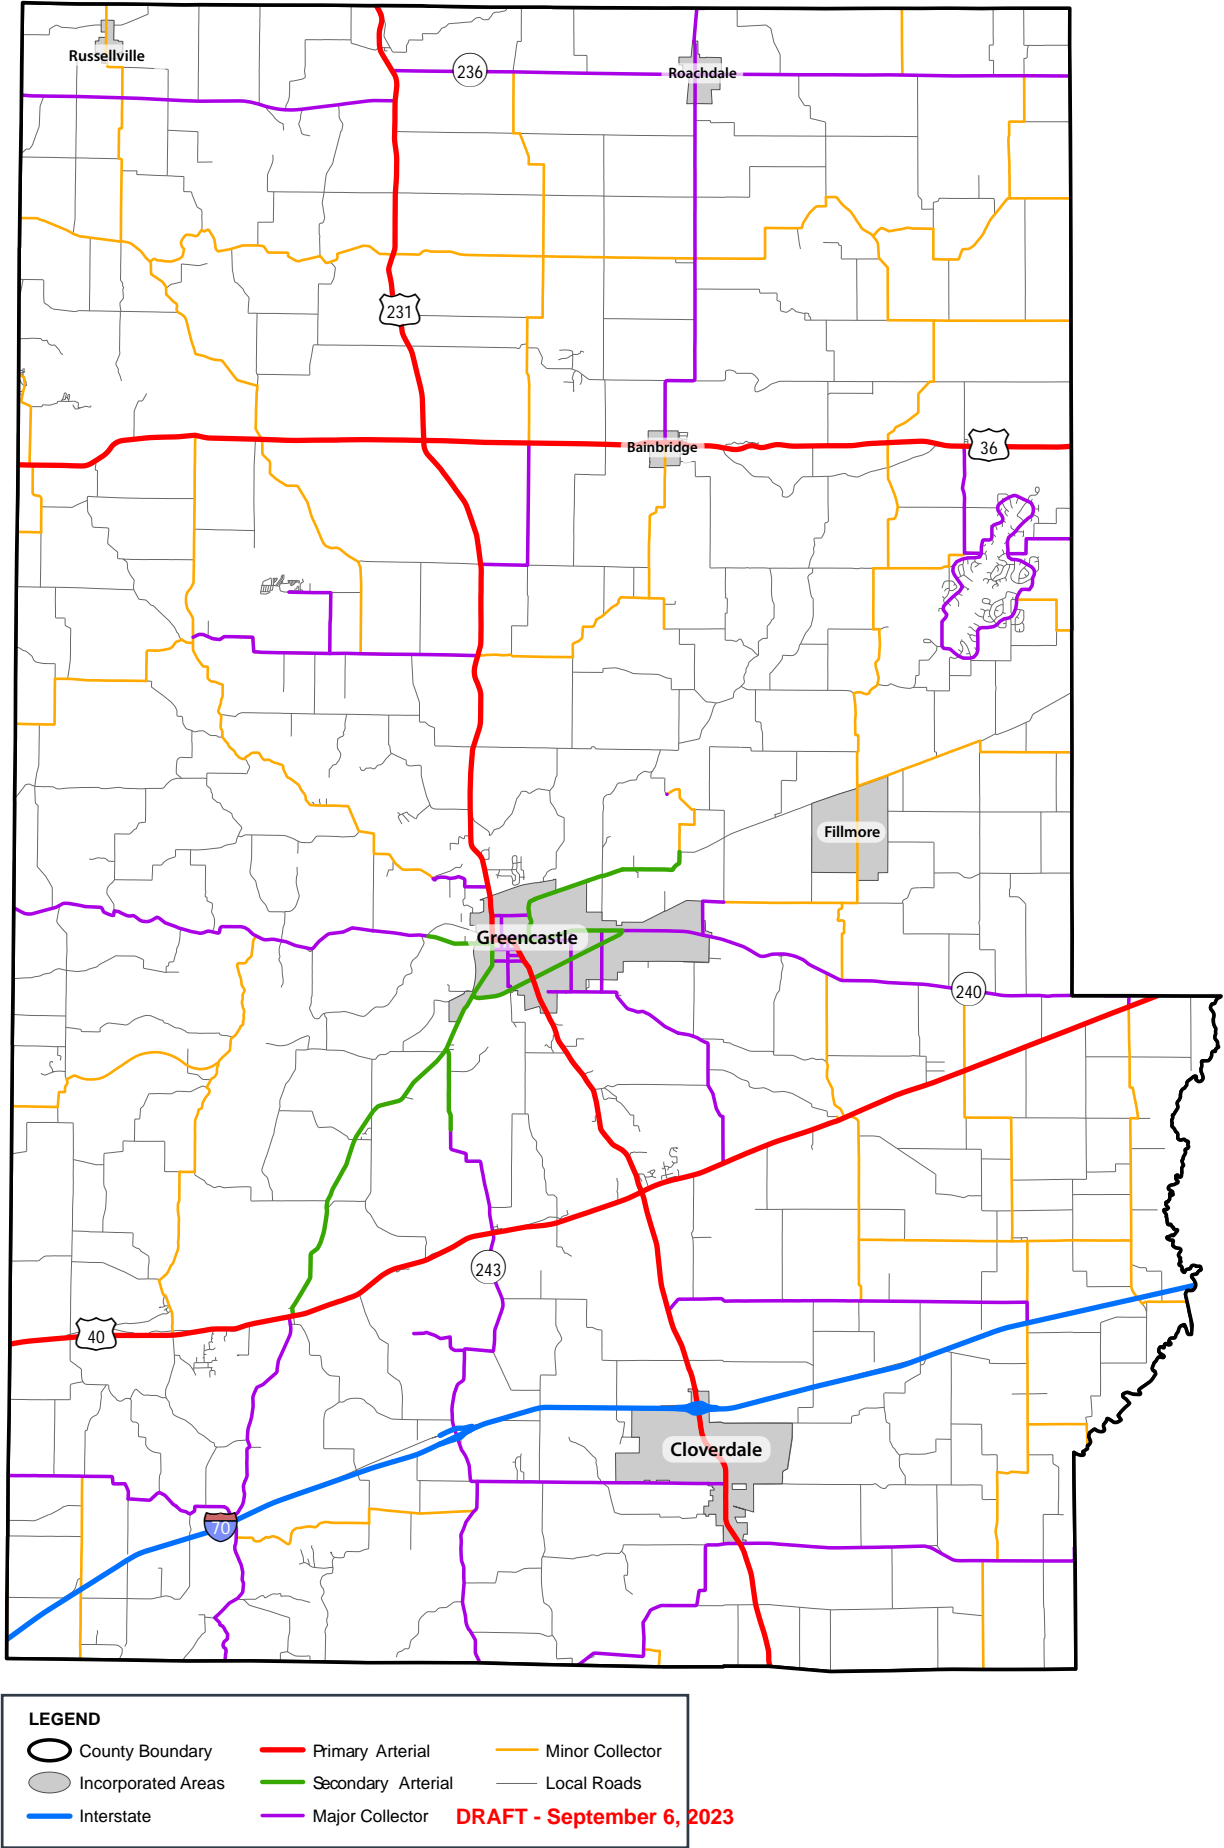 Russellville
236
Roachdale
231
Bainbridge
36
Fillmore
Greencastle
240
243
40
Cloverdale
70
LEGEND
County Boundary
Primary Arterial
Minor Collector
Incorporated Areas
Secondary Arterial
Local Roads
Interstate
Major Collector
DRAFT - September 6, 2023